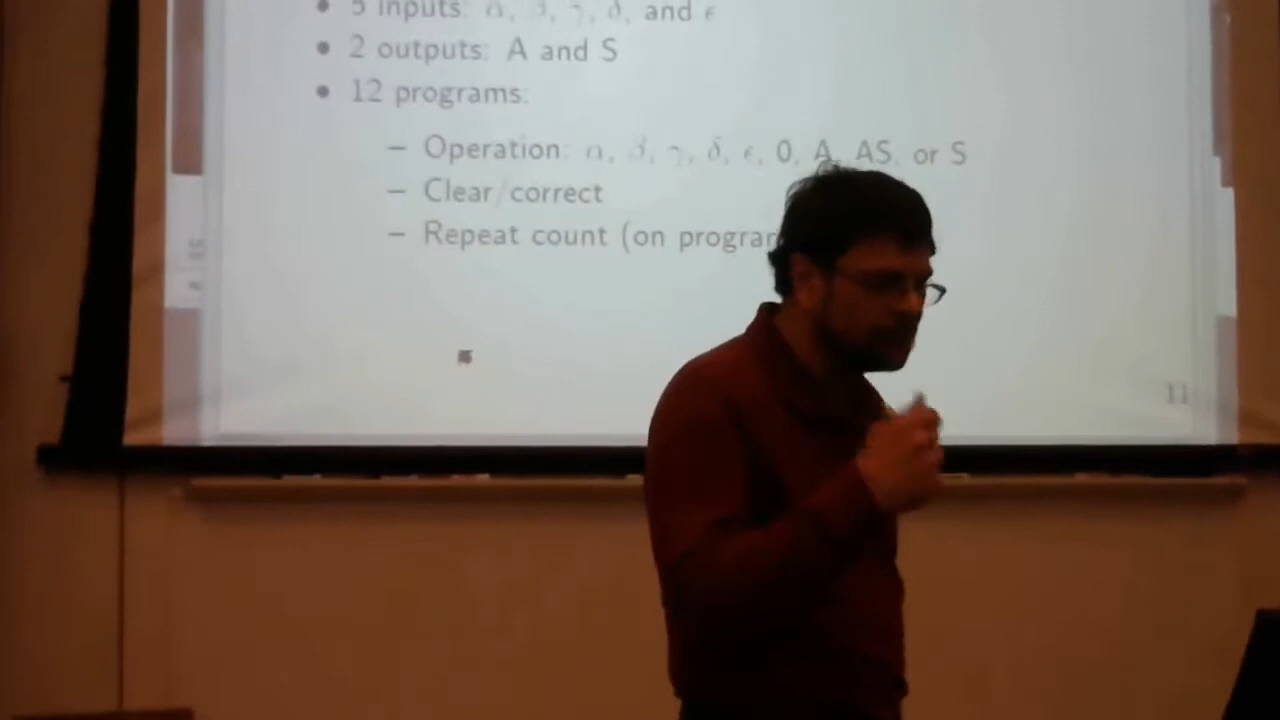 • 5 inputs: α, β, γ, δ, and ϵ
• 2 outputs: A and S
• 12 programs:
– Operation: α, β, γ, δ, ϵ, 0, A, AS, or S
– Clear/correct
– Repeat count (on program
11